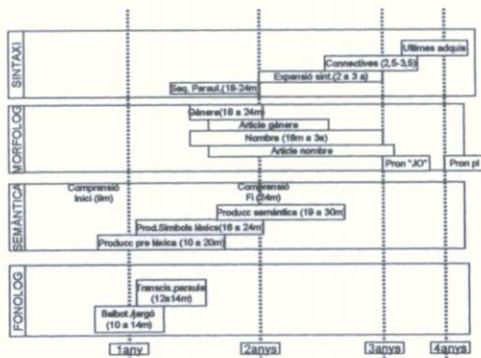 SINTAXI
Ultimes adquis
Connectives (2,5-3,5)
Expansió sint.(2 a 3 a)
Seq. Paraul.(18-24m)
MORFOLOG
Gènere(16 a 24m)
Article gènere
Nombre (18m a 3a)
Article nombre
Pron "JO"
Pron pl
SEMÀNTICA
Comprensió
Inici (9m)
Comprensió
Fi (24m)
Producc semàntica (19 a 30m)
Prod.Símbols lèxics(16 a 24m)
Producc pre lèxica (10 a 20m)
FONOLOG
Transcis.paraula
(12a14m)
Balbot./jargó
(10 a 14m)
1any
2anys
3anys
4anys